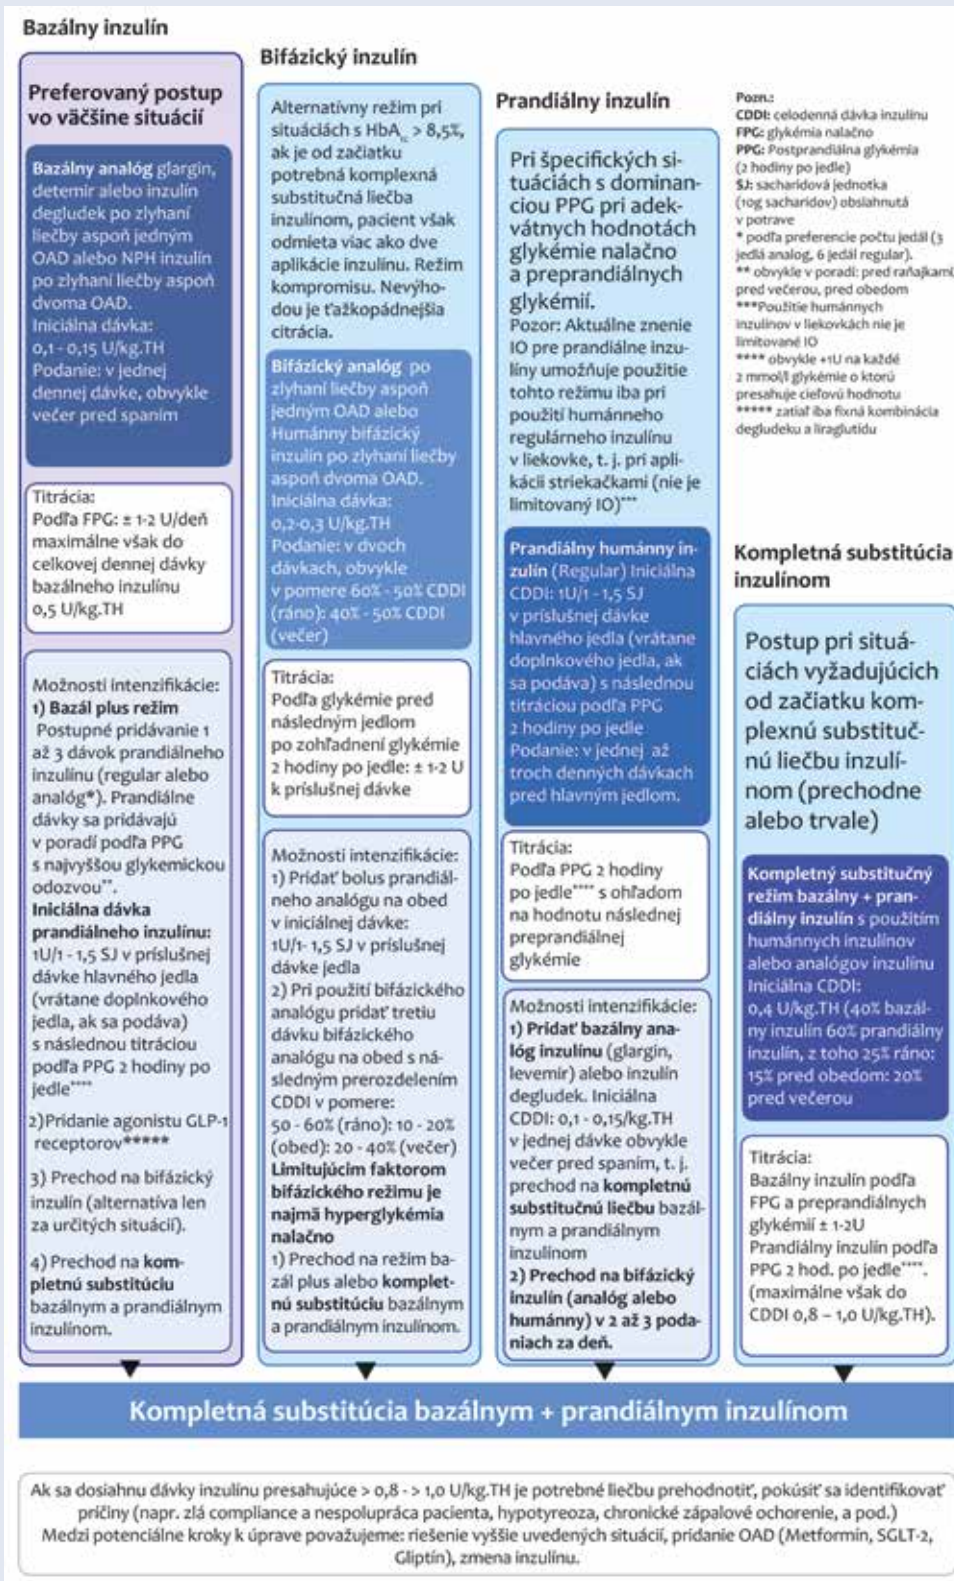 Bazálny inzulín
Preferovaný postup
vo väčšine situácií
Bazálny analóg glargin,
detemir alebo inzulín
degludek po zlyhaní
liečby aspoň jedným
OAD alebo NPH inzulín
po zlyhaní liečby aspoň
dvoma OAD.
Iniciálna dávka:
0,1 - 0,15 U/kg.TH
Podanie: v jednej
dennej dávke, obvykle
večer pred spaním
Titrácia:
Podľa FPG: ± 1-2 U/deň
maximálne však do
celkovej dennej dávky
bazálneho inzulínu
0,5 U/kg.TH
Možnosti intenzifikácie:
1) Bazál plus režim
Postupné pridávanie 1
až 3 dávok prandiálneho
inzulínu (regular alebo
analóg*). Prandiálne
dávky sa pridávajú
v poradí podľa PPG
s najvyššou glykemickou
odozvou**.
Iniciálna dávka
prandiálneho inzulínu:
1U/1 - 1,5 SJ v príslušnej
dávke hlavného jedla
(vrátane doplnkového
jedla, ak sa podáva)
s následnou titráciou
podľa PPG 2 hodiny po
jedle****
2)Pridanie agonistu GLP-1
receptorov*****
3) Prechod na bifázický
inzulín (alternatíva len
za určitých situácií).
4) Prechod na kom-
pletnú substitúciu
bazálnym a prandiálnym
inzulínom.
Bifázický inzulín
Alternatívny režim pri
situáciách s HbA1c > 8,5%,
ak je od začiatku
potrebná komplexná
substitučná liečba
inzulínom, pacient však
odmieta viac ako dve
aplikácie inzulínu. Režim
kompromisu. Nevýho-
dou je ťažkopádnejšia
citrácia.
Bifázický analóg po
zlyhaní liečby aspoň
jedným OAD alebo
Humánny bifázický
inzulín po zlyhaní liečby
aspoň dvoma OAD.
Iniciálna dávka:
0,2-0,3 U/kg.TH
Podanie: v dvoch
dávkach, obvykle
v pomere 60% - 50% CDDI
(ráno): 40% - 50% CDDI
(večer)
Titrácia:
Podľa glykémie pred
následným jedlom
po zohľadnení glykémie
2 hodiny po jedle: ± 1-2 U
k príslušnej dávke
Možnosti intenzifikácie:
1) Pridať bolus prandiál-
neho analógu na obed
v iniciálnej dávke:
1U/1- 1,5 SJ v príslušnej
dávke jedla
2) Pri použití bifázického
analógu pridať tretiu
dávku bifázického
analógu na obed s ná-
sledným prerozdelením
CDDI v pomere:
50 - 60% (ráno): 10 - 20%
(obed): 20 - 40% (večer)
Limitujúcim faktorom
bifázického režimu je
najmä hyperglykémia
nalačno
1) Prechod na režim ba-
zál plus alebo komplet-
nú substitúciu bazálnym
a prandiálnym inzulínom.
Prandiálny inzulín
Pri špecifických si-
tuáciách s dominan-
ciou PPG pri adek-
vátnych hodnotách
glykémie nalačno
a preprandiálnych
glykémií.
Pozor: Aktuálne znenie
IO pre prandiálne inzu-
líny umožňuje použitie
tohto režimu iba pri
použití humánneho
regulárneho inzulínu
v liekovke, t. j. pri apli-
kácii striekačkami (nie je
limitovaný IO)***
Prandiálny humánny in-
zulín (Regular) Iniciálna
CDDI: 1U/1 - 1,5 SJ
v príslušnej dávke
hlavného jedla (vrátane
doplnkového jedla, ak
sa podáva) s následnou
titráciou podľa PPG
2 hodiny po jedle
Podanie: v jednej až
troch denných dávkach
pred hlavným jedlom.
Titrácia:
Podľa PPG 2 hodiny
po jedle**** s ohľadom
na hodnotu následnej
preprandiálnej
glykémie
Možnosti intenzifikácie:
1) Pridať bazálny ana-
lóg inzulínu (glargin,
levemir) alebo inzulín
degludek. Iniciálna
CDDI: 0,1 - 0,15/kg.TH
v jednej dávke obvykle
večer pred spaním, t. j.
prechod na kompletnú
substitučnú liečbu bazál-
nym a prandiálnym
inzulínom
2) Prechod na bifázický
inzulín (analóg alebo
humánny) v 2 až 3 poda-
niach za deň.
Pozn.:
CDDI: celodenná dávka inzulínu
FPG: glykémia nalačno
PPG: Postprandiálna glykémia
(2 hodiny po jedle)
SJ: sacharidová jednotka
(10g sacharidov) obsiahnutá
v potrave
* podľa preferencie počtu jedál (3
jedlá analog, 6 jedál regular).
** obvykle v poradí: pred raňajkami,
pred večerou, pred obedom
***Použitie humánnych
inzulínov v liekovkách nie je
limitované IO
**** obvykle +1U na každé
2 mmol/l glykémie o ktorú
presahuje cieľovú hodnotu
***** zatiaľ iba fixná kombinácia
degludeku a liraglutidu
Kompletná substitúcia
inzulínom
Postup pri situá-
ciách vyžadujúcich
od začiatku kom-
plexnú substituč-
nú liečbu inzulí-
nom (prechodne
alebo trvale)
Kompletný substitučný
režim bazálny + pran-
diálny inzulín s použitím
humánnych inzulínov
alebo analógov inzulínu
Iniciálna CDDI:
0,4 U/kg.TH (40% bazál-
ny inzulín 60% prandiálny
inzulín, z toho 25% ráno:
15% pred obedom: 20%
pred večerou
Titrácia:
Bazálny inzulín podľa
FPG a preprandiálnych
glykémií ± 1-2U
Prandiálny inzulín podľa
PPG 2 hod. po jedle****.
(maximálne však do
CDDI 0,8 – 1,0 U/kg.TH).
Kompletná substitúcia bazálnym + prandiálnym inzulínom
Ak sa dosiahnu dávky inzulínu presahujúce > 0,8 - > 1,0 U/kg.TH je potrebné liečbu prehodnotiť, pokúsiť sa identifikovať
príčiny (napr. zlá compliance a nespolupráca pacienta, hypotyreoza, chronické zápalové ochorenie, a pod.)
Medzi potenciálne kroky k úprave považujeme: riešenie vyššie uvedených situácií, pridanie OAD (Metformín, SGLT-2,
Gliptín), zmena inzulínu.